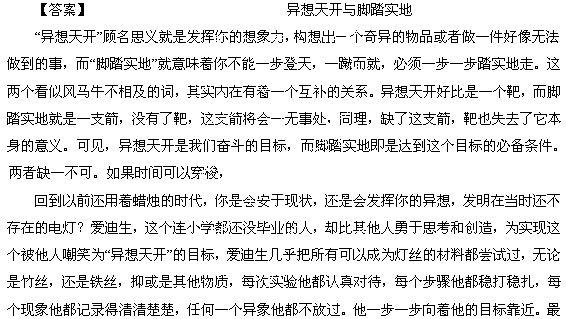 【答案】 异想天开与脚踏实地
“异想天开”顾名思义就是发挥你的想象力，构想出一个奇异的物品或者做一件好像无法
做到的事，而“脚踏实地”就意味着你不能一步登天，一蹴而就，必须一步一步踏实地走。这
两个看似风马牛不相及的词，其实内在有着一个互补的关系。异想天开好比是一个靶，而脚
踏实地就是一支箭，没有了靶，这支箭将会一无事处，同理，缺了这支箭，靶也失去了它本
身的意义。可见，异想天开是我们奋斗的目标，而脚踏实地即是达到这个目标的必备条件。
两者缺一不可。如果时间可以穿梭，
回到以前还用着蜡烛的时代，你是会安于现状，还是会发挥你的异想，发明在当时还不
存在的电灯？爱迪生，这个连小学都还没毕业的人，却比其他人勇于思考和创造，为实现这
个被他人嘲笑为“异想天开”的目标，爱迪生几乎把所有可以成为灯丝的材料都尝试过，无论
是竹丝，还是铁丝，抑或是其他物质，每次实验他都认真对待，每个步骤他都稳打稳扎，每
个现象他都记录得清清楚楚，任何一个异象他都不放过。他一步一步向着他的目标靠近。最